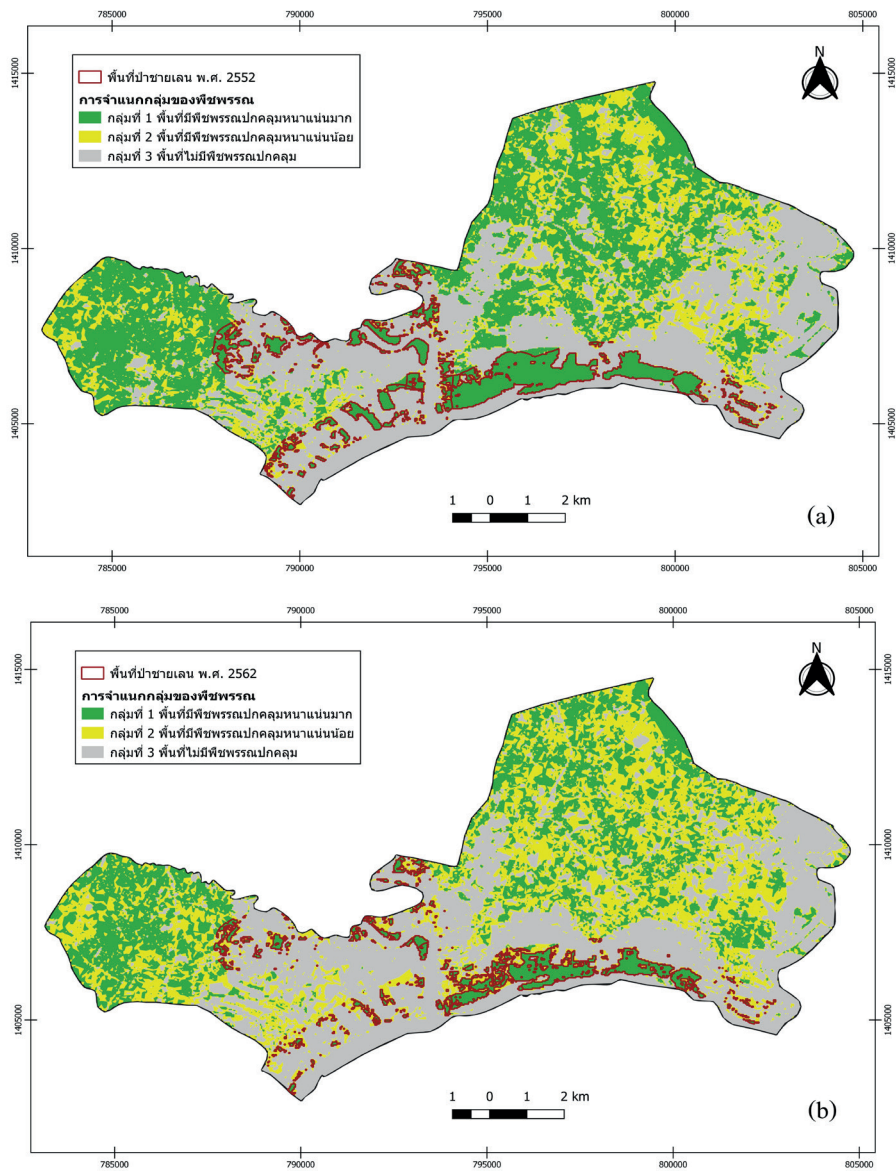 785000 790000 795000 800000 805000
N
พื้นที่ป่าชายเลน พ.ศ. 2552
การจำแนกกลุ่มของพืชพรรณ
กลุ่มที่ 1 พื้นที่มีพืชพรรณปกคลุมหนาแน่นมาก
กลุ่มที่ 2 พื้นที่มีพืชพรรณปกคลุมหนาแน่นน้อย
กลุ่มที่ 3 พื้นที่ไม่มีพืชพรรณปกคลุม
1415000 1415000
1410000 1410000
1405000 1405000
1 0 1 2 km
(a)
785000 790000 795000 800000 805000
785000 790000 795000 800000 805000
N
พื้นที่ป่าชายเลน พ.ศ. 2562
การจำแนกกลุ่มของพืชพรรณ
กลุ่มที่ 1 พื้นที่มีพืชพรรณปกคลุมหนาแน่นมาก
กลุ่มที่ 2 พื้นที่มีพืชพรรณปกคลุมหนาแน่นน้อย
กลุ่มที่ 3 พื้นที่ไม่มีพืชพรรณปกคลุม
1415000 1415000
1410000 1410000
1405000 1405000
1 0 1 2 km
(b)
785000 790000 795000 800000 805000